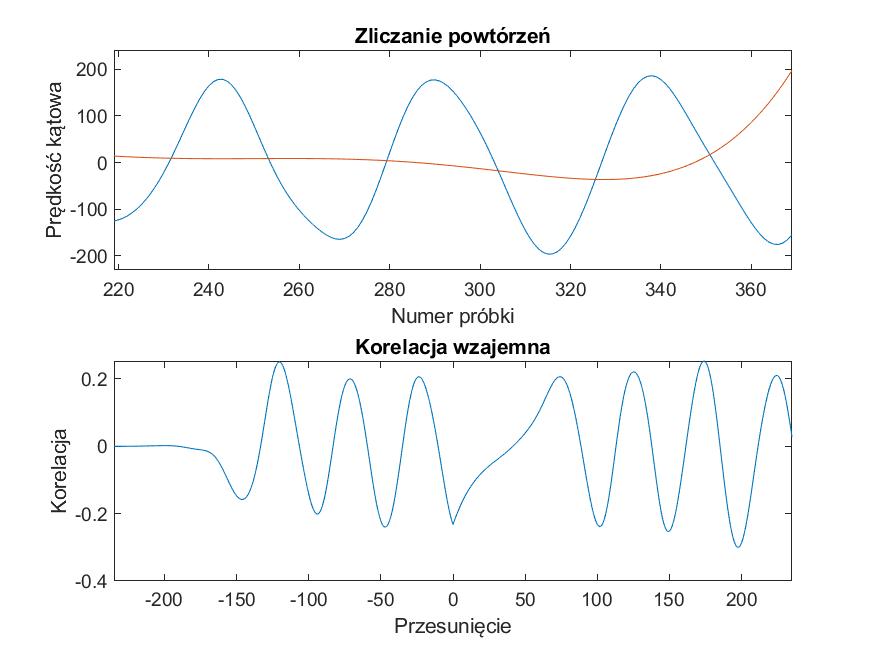 Zliczanie powtórzeń
Prędkość kątowa
200
100
0
-100
-200
220 240 260 280 300 320 340 360
Numer próbki
Korelacja wzajemna
Korelacja
0.2
0
-0.2
-0.4
-200 -150 -100 -50 0 50 100 150 200
Przesunięcie